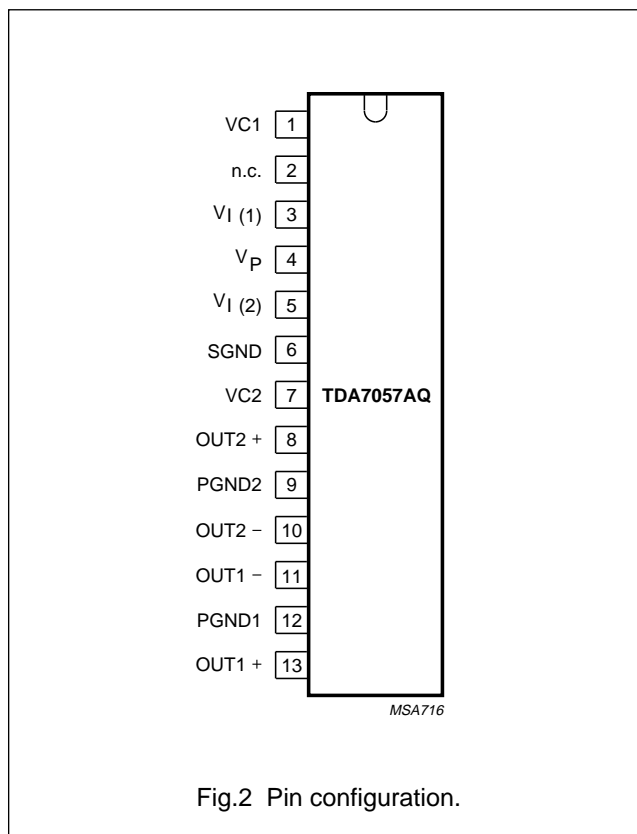 VC1 1
n.c. 2
VI (1) 3
VP 4
VI (2) 5
SGND 6
VC2 7 TDA7057AQ
OUT2 + 8
PGND2 9
OUT2 − 10
OUT1 − 11
PGND1 12
OUT1 + 13
MSA716
Fig.2 Pin configuration.